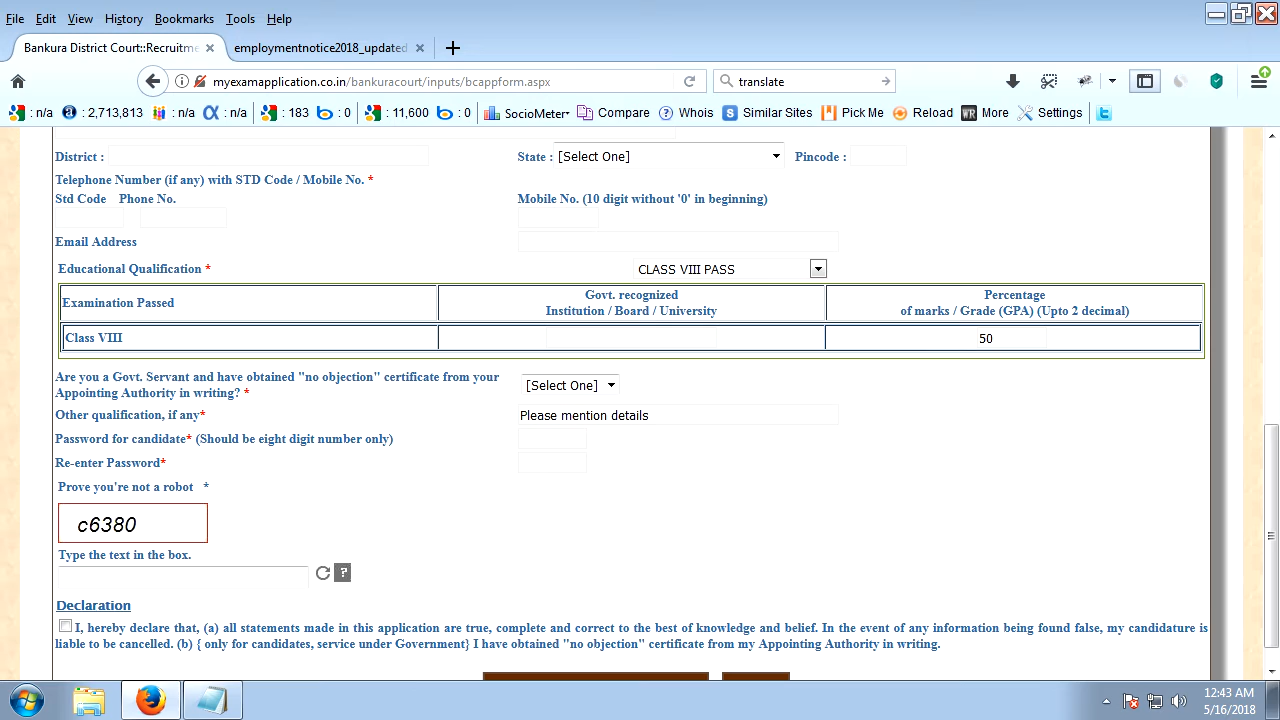 File Edit View History Bookmarks Tools Help
Bankura District Court::Recruitme × employmentnotice2018_updated × +
myexamapplication.co.in/bankuracourt/inputs/bcappform.aspx translate
: n/a : 2,713,813 : n/a : n/a : 183 : 0 : 11,600 : 0 SocioMeter Compare Whois Similar Sites Pick Me Reload WR More Settings
District : State : [Select One] Pincode :
Telephone Number (if any) with STD Code / Mobile No. *
Std Code Phone No. Mobile No. (10 digit without '0' in beginning)
Email Address
Educational Qualification * CLASS VIII PASS
Examination Passed
Govt. recognized
Institution / Board / University
Percentage
of marks / Grade (GPA) (Upto 2 decimal)
Class VIII 50
Are you a Govt. Servant and have obtained "no objection" certificate from your
Appointing Authority in writing? * [Select One]
Other qualification, if any* Please mention details
Password for candidate* (Should be eight digit number only)
Re-enter Password*
Prove you're not a robot *
c6380
Type the text in the box.
?
Declaration
I, hereby declare that, (a) all statements made in this application are true, complete and correct to the best of knowledge and belief. In the event of any information being found false, my candidature is
liable to be cancelled. (b) { only for candidates, service under Government} I have obtained "no objection" certificate from my Appointing Authority in writing.
12:43 AM
5/16/2018